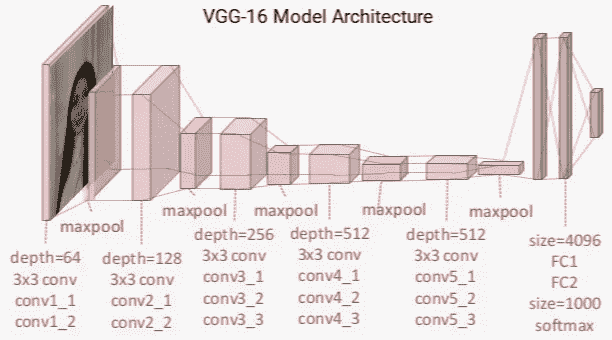 VGG-16 Model Architecture
maxpool
maxpool
maxpool
maxpool
maxpool
depth=64
3x3 conv
conv1_1
conv1_2
depth=128
3x3 conv
conv2_1
conv2_2
depth=256
3x3 conv
conv3_1
conv3_2
conv3_3
depth=512
3x3 conv
conv4_1
conv4_2
conv4_3
depth=512
3x3 conv
conv5_1
conv5_2
conv5_3
size=4096
FC1
FC2
size=1000
softmax